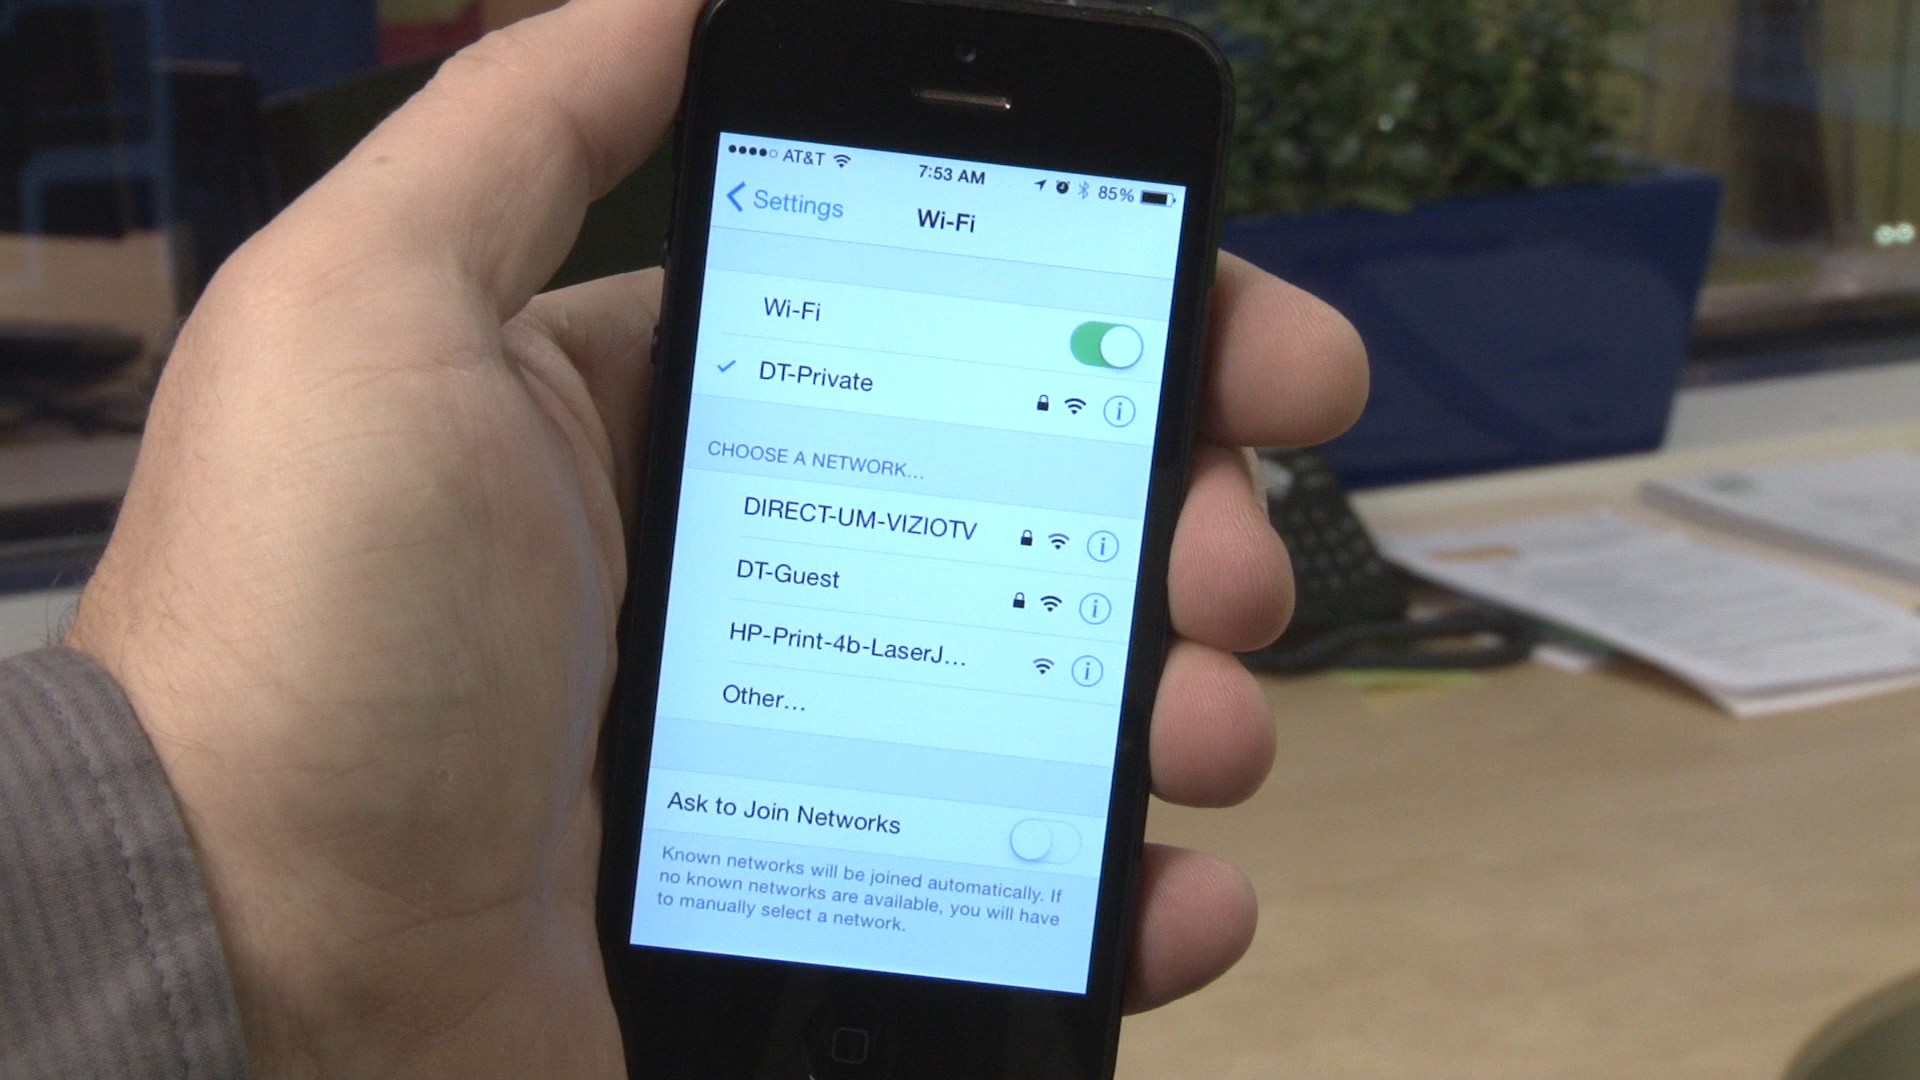 ●●●●○ AT&T 7:53 AM 85%
Settings Wi-Fi
Wi-Fi
DT-Private
CHOOSE A NETWORK...
DIRECT-UM-VIZIOTV
DT-Guest
HP-Print-4b-LaserJ...
Other...
Ask to Join Networks
Known networks will be joined automatically. If
no known networks are available, you will have
to manually select a network.